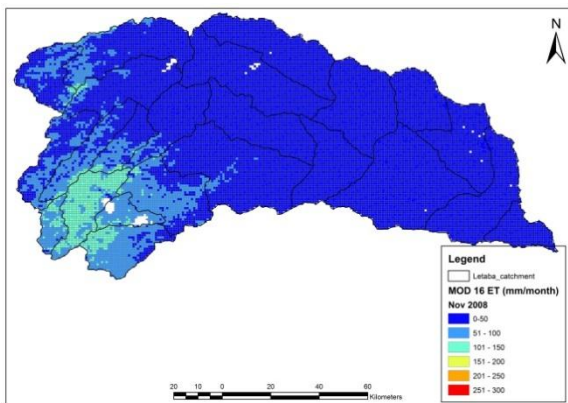 N
Legend
Letaba_catchment
MOD 16 ET (mm/month)
Nov 2008
0-50
51 - 100
101 - 150
151 - 200
201 - 250
251 - 300
20 10 0 20 40 60
Kilometers